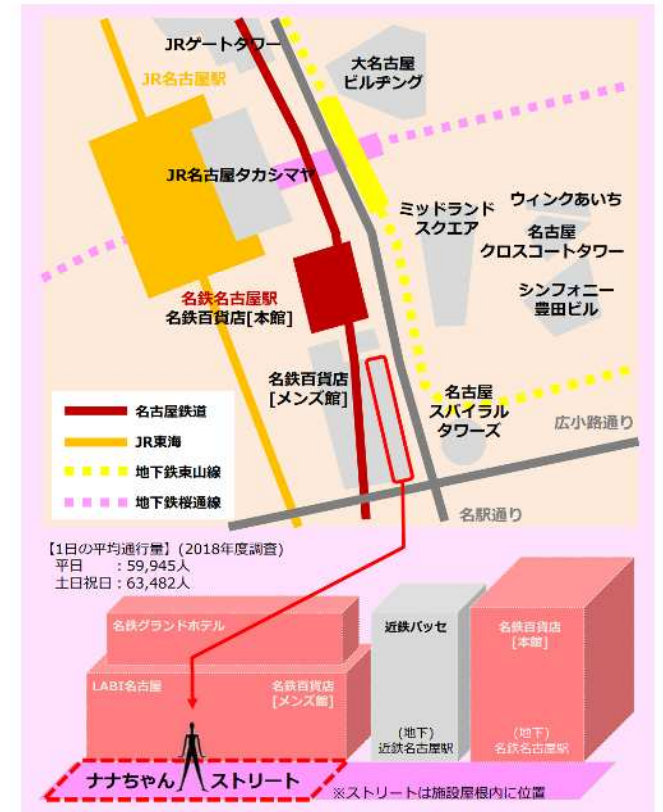 JRゲートタワー
大名古屋
ビルヂング
JR名古屋駅
JR名古屋タカシマヤ
ミッドランド
スクエア
ウィンクあいち
名古屋
クロスコートタワー
シンフォニー
豊田ビル
名鉄名古屋駅
名鉄百貨店[本館]
名鉄百貨店
[メンズ館]
名古屋
スパイラル
タワーズ
広小路通り
名駅通り
名古屋鉄道
JR東海
地下鉄東山線
地下鉄桜通線
【1日の平均通行量】(2018年度調査)
平日 :59,945人
土日祝日:63,482人
名鉄グランドホテル
LABI名古屋
名鉄百貨店
[メンズ館]
近鉄パッセ
(地下)
近鉄名古屋駅
名鉄百貨店
[本館]
(地下)
名鉄名古屋駅
ナナちゃん ストリート
※ストリートは施設屋根内に位置